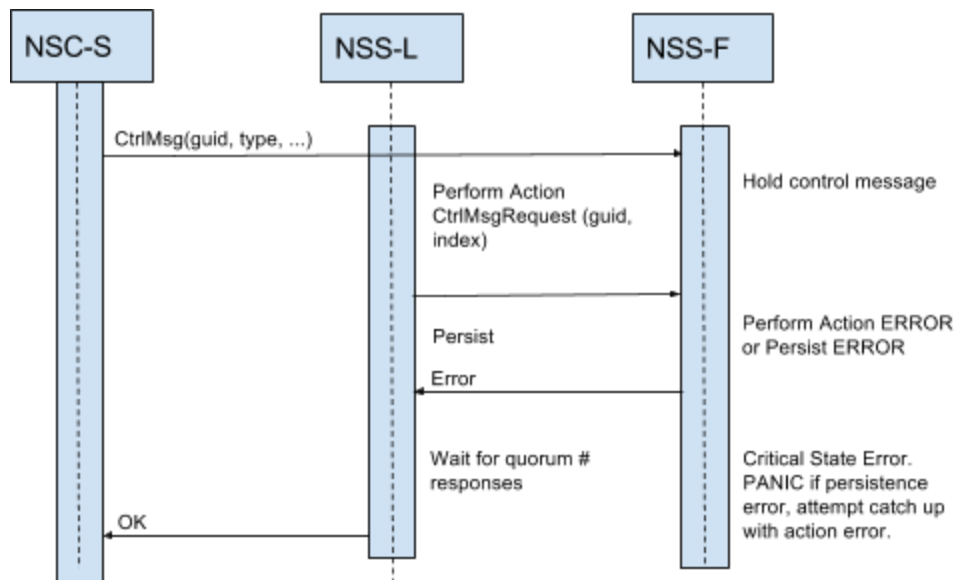 NSC-S
NSS-L
NSS-F
CtrlMsg(guid, type, ...)
Hold control message
Perform Action
CtrlMsgRequest (guid,
index)
Persist
Perform Action ERROR
or Persist ERROR
Error
Wait for quorum #
responses
Critical State Error.
PANIC if persistence
error, attempt catch up
with action error.
OK